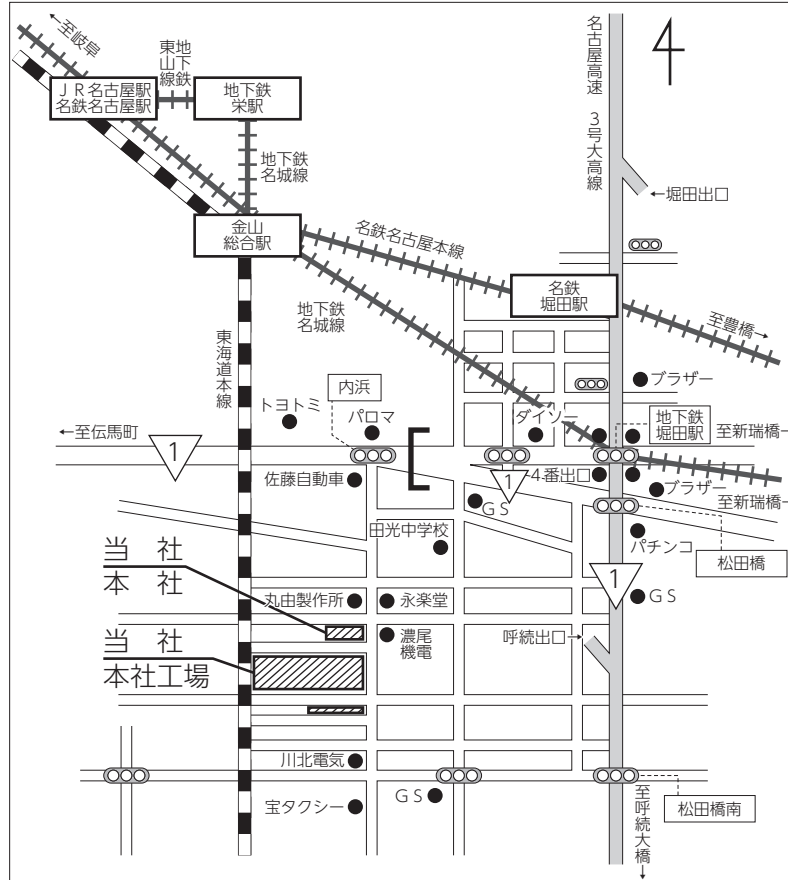 ←至岐阜
地下鉄
東山線
名古屋高速 3号大高線
4
JR名古屋駅
名鉄名古屋駅
地下鉄
栄駅
地下鉄
名城線
←堀田出口
金山
総合駅
名鉄名古屋本線
名鉄
堀田駅
地下鉄
名城線
至豊橋→
東海道本線
内浜
ブラザー
トヨトミ
パロマ
ダイソー
地下鉄
堀田駅
至新瑞橋→
←至伝馬町
1
佐藤自動車
1
4番出口
ブラザー
至新瑞橋→
GS
田光中学校
パチンコ
松田橋
当社
本社
丸由製作所
永楽堂
1
GS
当社
本社工場
濃尾
機電
呼続出口→
川北電気
宝タクシー
GS
至呼続大橋→
松田橋南